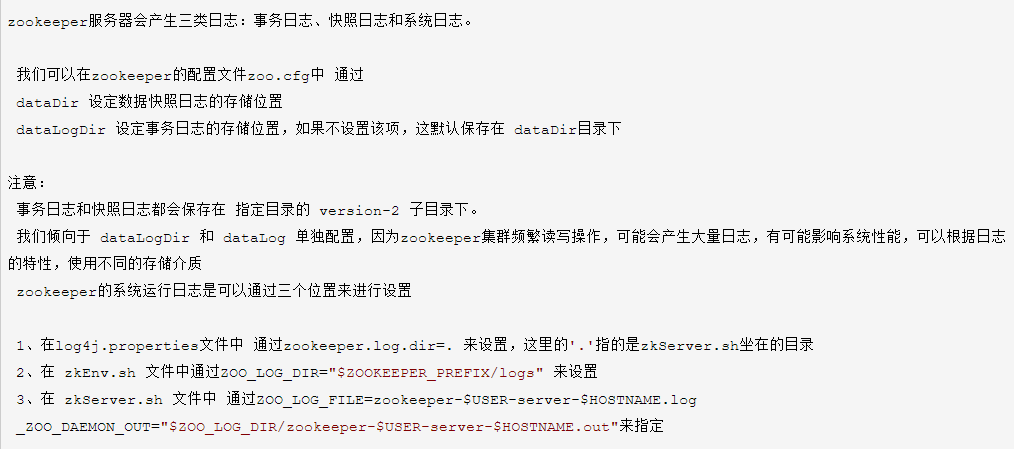 zookeeper服务器会产生三类日志: 事务日志、快照日志和系统日志。
我们可以在zookeeper的配置文件zoo.cfg中 通过
dataDir 设定数据快照日志的存储位置
dataLogDir 设定事务日志的存储位置，如果不设置该项，这默认保存在 dataDir目录下
注意:
事务日志和快照日志都会保存在 指定目录的 version-2 子目录下。
我们倾向于 dataLogDir 和 dataLog 单独配置，因为zookeeper集群频繁读写操作，可能会产生大量日志，有可能影响系统性能，可以根据日志
的特性，使用不同的存储介质
zookeeper的系统运行日志是可以通过三个位置来进行设置
1、在log4j.properties文件中 通过zookeeper.log.dir=. 来设置，这里的'.'指的是zkServer.sh坐在的目录
2、在 zkEnv.sh 文件中通过ZOO_LOG_DIR="$ZOOKEEPER_PREFIX/logs" 来设置
3、在 zkServer.sh 文件中 通过ZOO_LOG_FILE=zookeeper-$USER-server-$HOSTNAME.log
_ZOO_DAEMON_OUT="$ZOO_LOG_DIR/zookeeper-$USER-server-$HOSTNAME.out"来指定